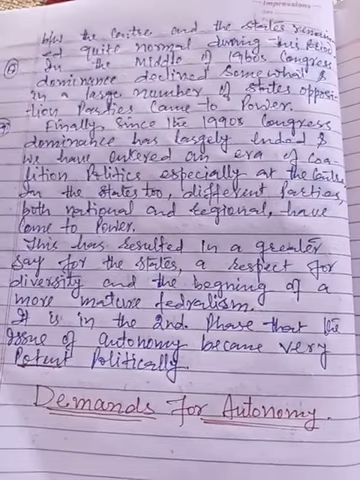 b/w the Centre and the states remained
ed quite normal during this period
In the Middle of 1960s Congress
dominance declined somewhat &
in a large number of states opposi-
tion Parties came to Power.
Finally, Since the 1990s Congress
dominance has largely ended &
we have entered an era of coa-
lition Politics especially at the Centre.
In the states too, different Parties,
both national and regional, have
Come to Power.
This has resulted in a greater
say for the states, a respect for
diversity and the begning of a
more mature fedralism.
It is in the 2nd. Phase that the
issue of autonomy became very
Potent Politically.
Demands For Autonomy.